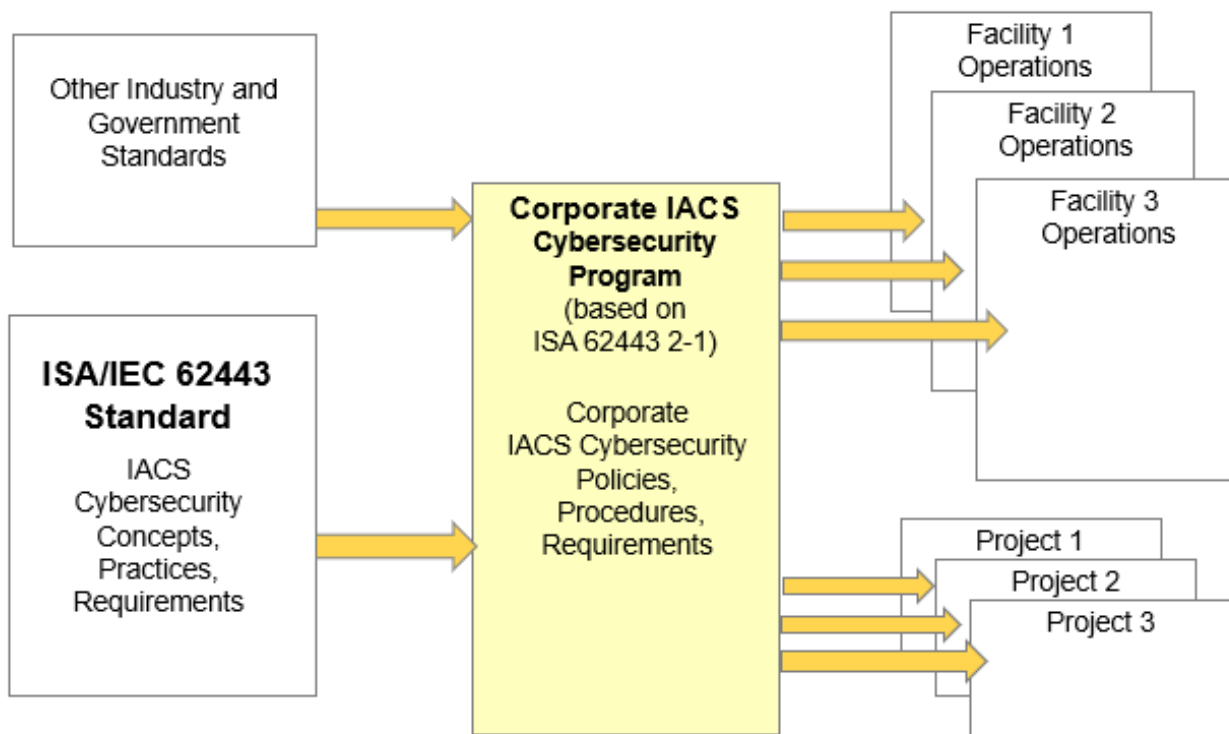 Other Industry and
Government
Standards
ISA/IEC 62443
Standard
IACS
Cybersecurity
Concepts,
Practices,
Requirements
Corporate IACS
Cybersecurity
Program
(based on
ISA 62443 2-1)
Corporate
IACS Cybersecurity
Policies,
Procedures,
Requirements
Facility 1
Operations
Facility 2
Operations
Facility 3
Operations
Project 1
Project 2
Project 3